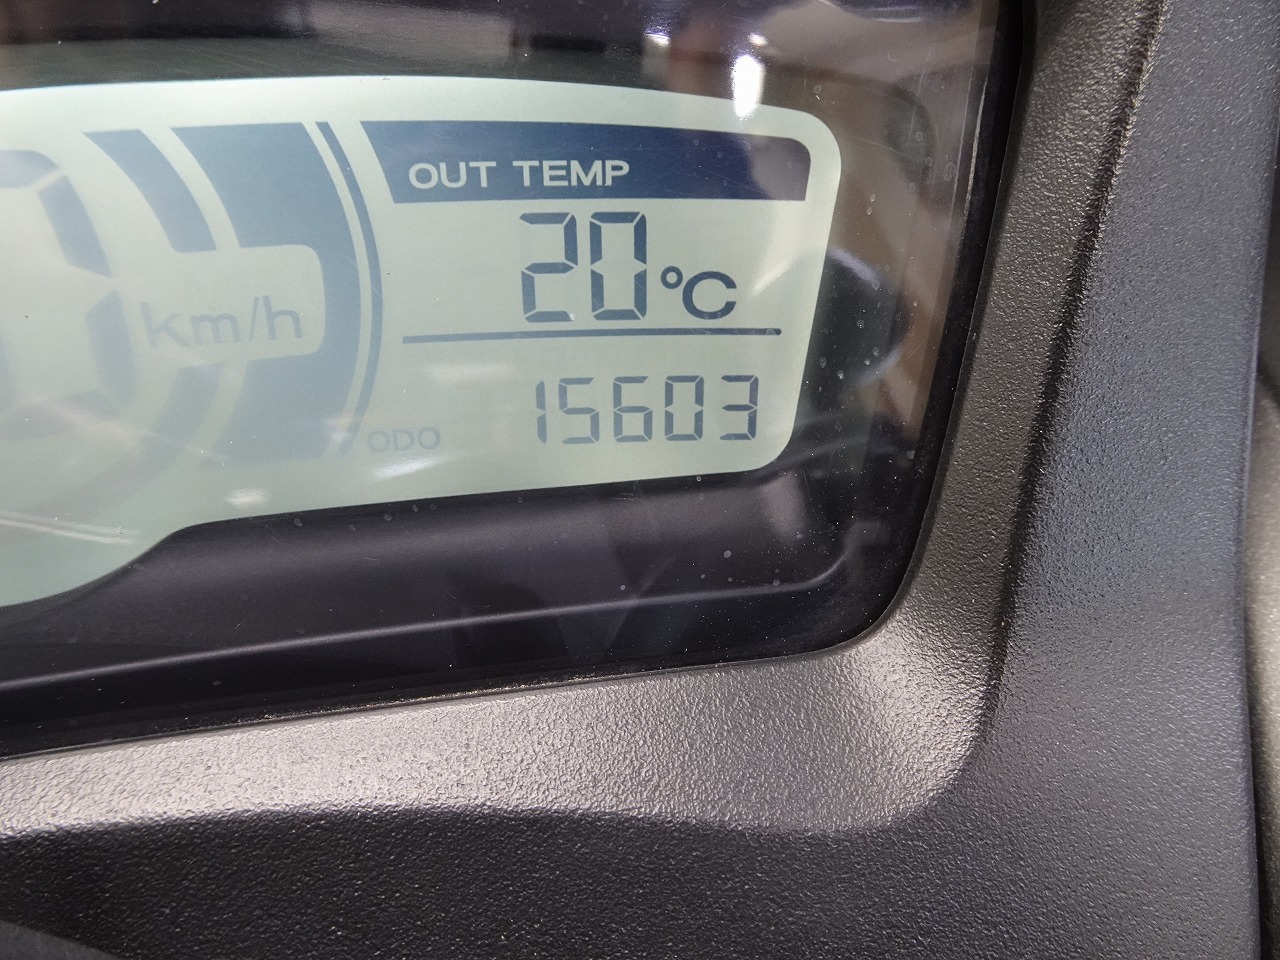 OUT TEMP
20°C
km/h
ODO 15603